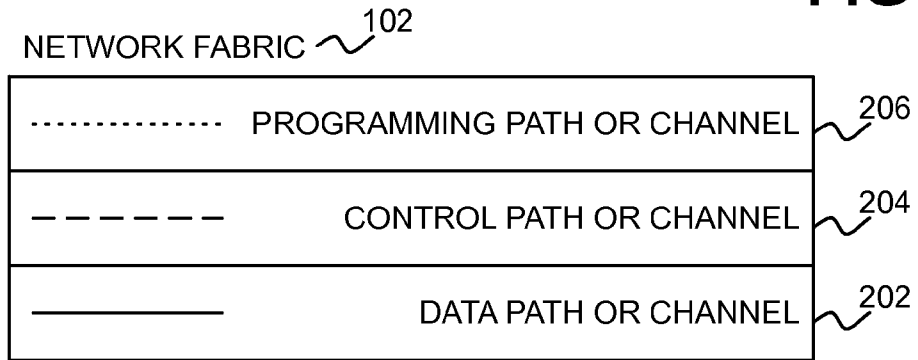 NETWORK FABRIC 102
PROGRAMMING PATH OR CHANNEL 206
CONTROL PATH OR CHANNEL 204
DATA PATH OR CHANNEL 202